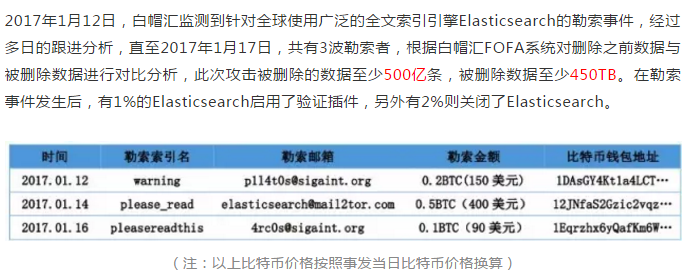 2017年1月12日，白帽汇监测到针对全球使用广泛的全文索引引擎Elasticsearch的勒索事件，经过
多日的跟进分析，直至2017年1月17日，共有3波勒索者，根据白帽汇FOFA系统对删除之前数据与
被删除数据进行对比分析，此次攻击被删除的数据至少500亿条，被删除数据至少450TB。在勒索
事件发生后，有1%的Elasticsearch启用了验证插件，另外有2%则关闭了Elasticsearch。
时间 勒索索引名 勒索邮箱 勒索金额 比特币钱包地址
2017.01.12 warning p1l4t0s@sigaint.org 0.2BTC(150 美元) 1DAsGY4Kt1a4LCT⋯
2017.01.14 please_read elasticsearch@mail2tor.com 0.5BTC（400 美元） 12JNfaS2Gzic2vqz⋯
2017.01.16 pleasereadthis 4rc0s@sigaint.org 0.1BTC（90 美元） 1Eqrzhx6yQafKm6W⋯
（注：以上比特币价格按照事发当日比特币价格换算）